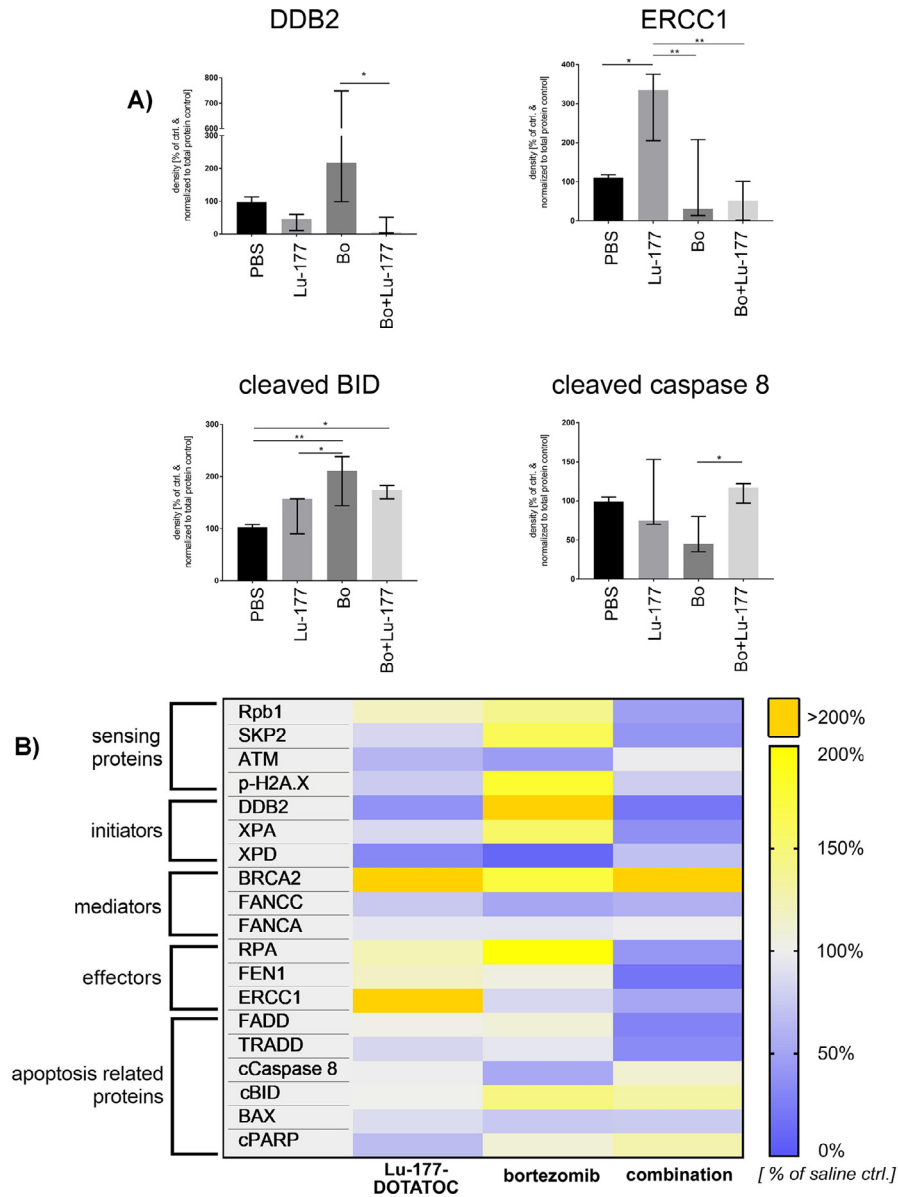 DDB2
ERCC1
A)
density [% of ctrl. &
normalized to total protein control]
800
700
600
300
200
100
0
*
PBS
Lu-177
Bo
Bo+Lu-177
density [% of ctrl. &
normalized to total protein control]
400
300
200
100
0
**
*
**
PBS
Lu-177
Bo
Bo+Lu-177
cleaved BID
cleaved caspase 8
density [% of ctrl. &
normalized to total protein control]
300
200
100
0
*
**
*
PBS
Lu-177
Bo
Bo+Lu-177
density [% of ctrl. &
normalized to total protein control]
150
100
50
0
*
PBS
Lu-177
Bo
Bo+Lu-177
B)
sensing
proteins
initiators
mediators
effectors
apoptosis related
proteins
Rpb1
SKP2
ATM
p-H2A.X
DDB2
XPA
XPD
BRCA2
FANCC
FANCA
RPA
FEN1
ERCC1
FADD
TRADD
cCaspase 8
cBID
BAX
cPARP
Lu-177-
DOTATOC
bortezomib
combination
>200%
200%
150%
100%
50%
0%
[ % of saline ctrl.]